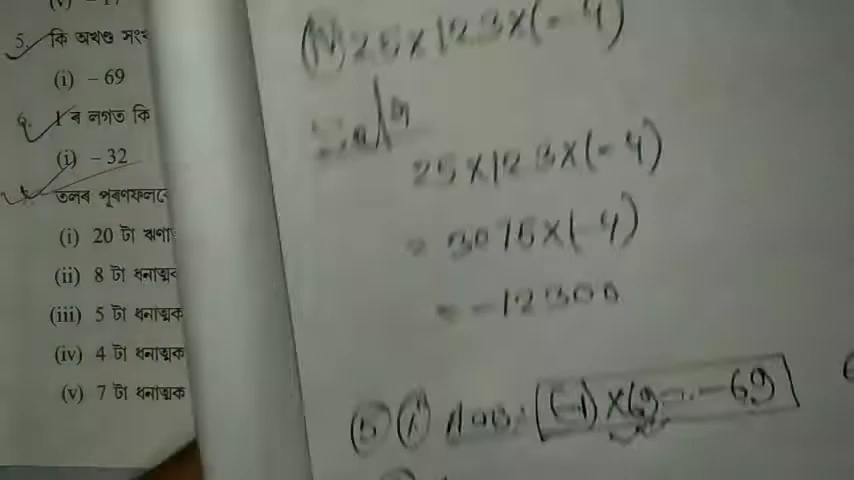 5. কি অখণ্ড সংখ
(i) – 69
6. 1 ৰ লগত কি
(i) – 32
তলৰ পূৰণফলবো
(i) 20 টা ঋণা
(ii) 8 টা ধনাত্মক
(iii) 5 টা ধনাত্মক
(iv) 4 টা ধনাত্মক
(v) 7 টা ধনাত্মক
(iv) 25 x 123 x (- 4)
Soln
25 x 123 x (- 4)
= 3075 x (- 4)
= -12300
(5) (i) Ans: (-1) x 69 = -69